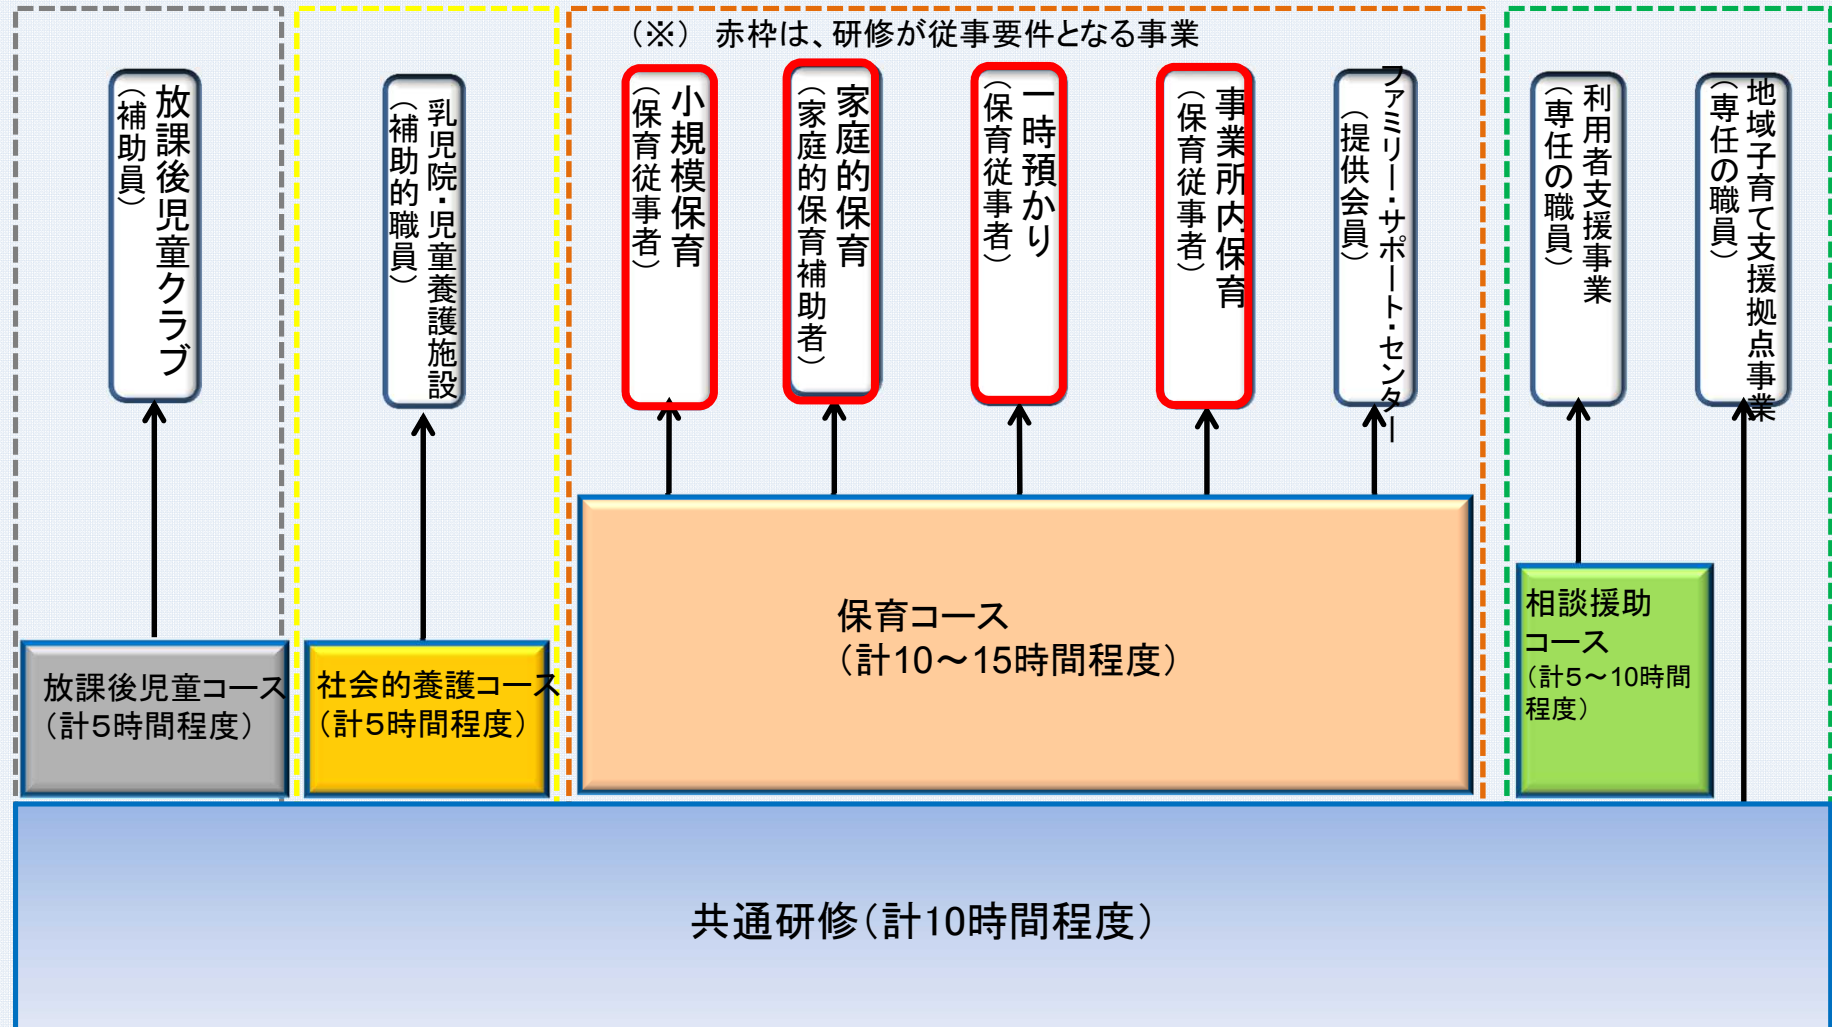 （※）　赤枠は、研修が従事要件となる事業
放課後児童クラブ
（補助員）
乳児院・児童養護施設
（補助的職員）
小規模保育
（保育従事者）
家庭的保育
（家庭的保育補助者）
一時預かり
（保育従事者）
事業所内保育
（保育従事者）
ファミリー・サポート・センター
（提供会員）
利用者支援事業
（専任の職員）
地域子育て支援拠点事業
（専任の職員）
放課後児童コース
（計5時間程度）
社会的養護コース
（計5時間程度）
保育コース
（計10～15時間程度）
相談援助
コース
（計5～10時間
程度）
共通研修（計10時間程度）